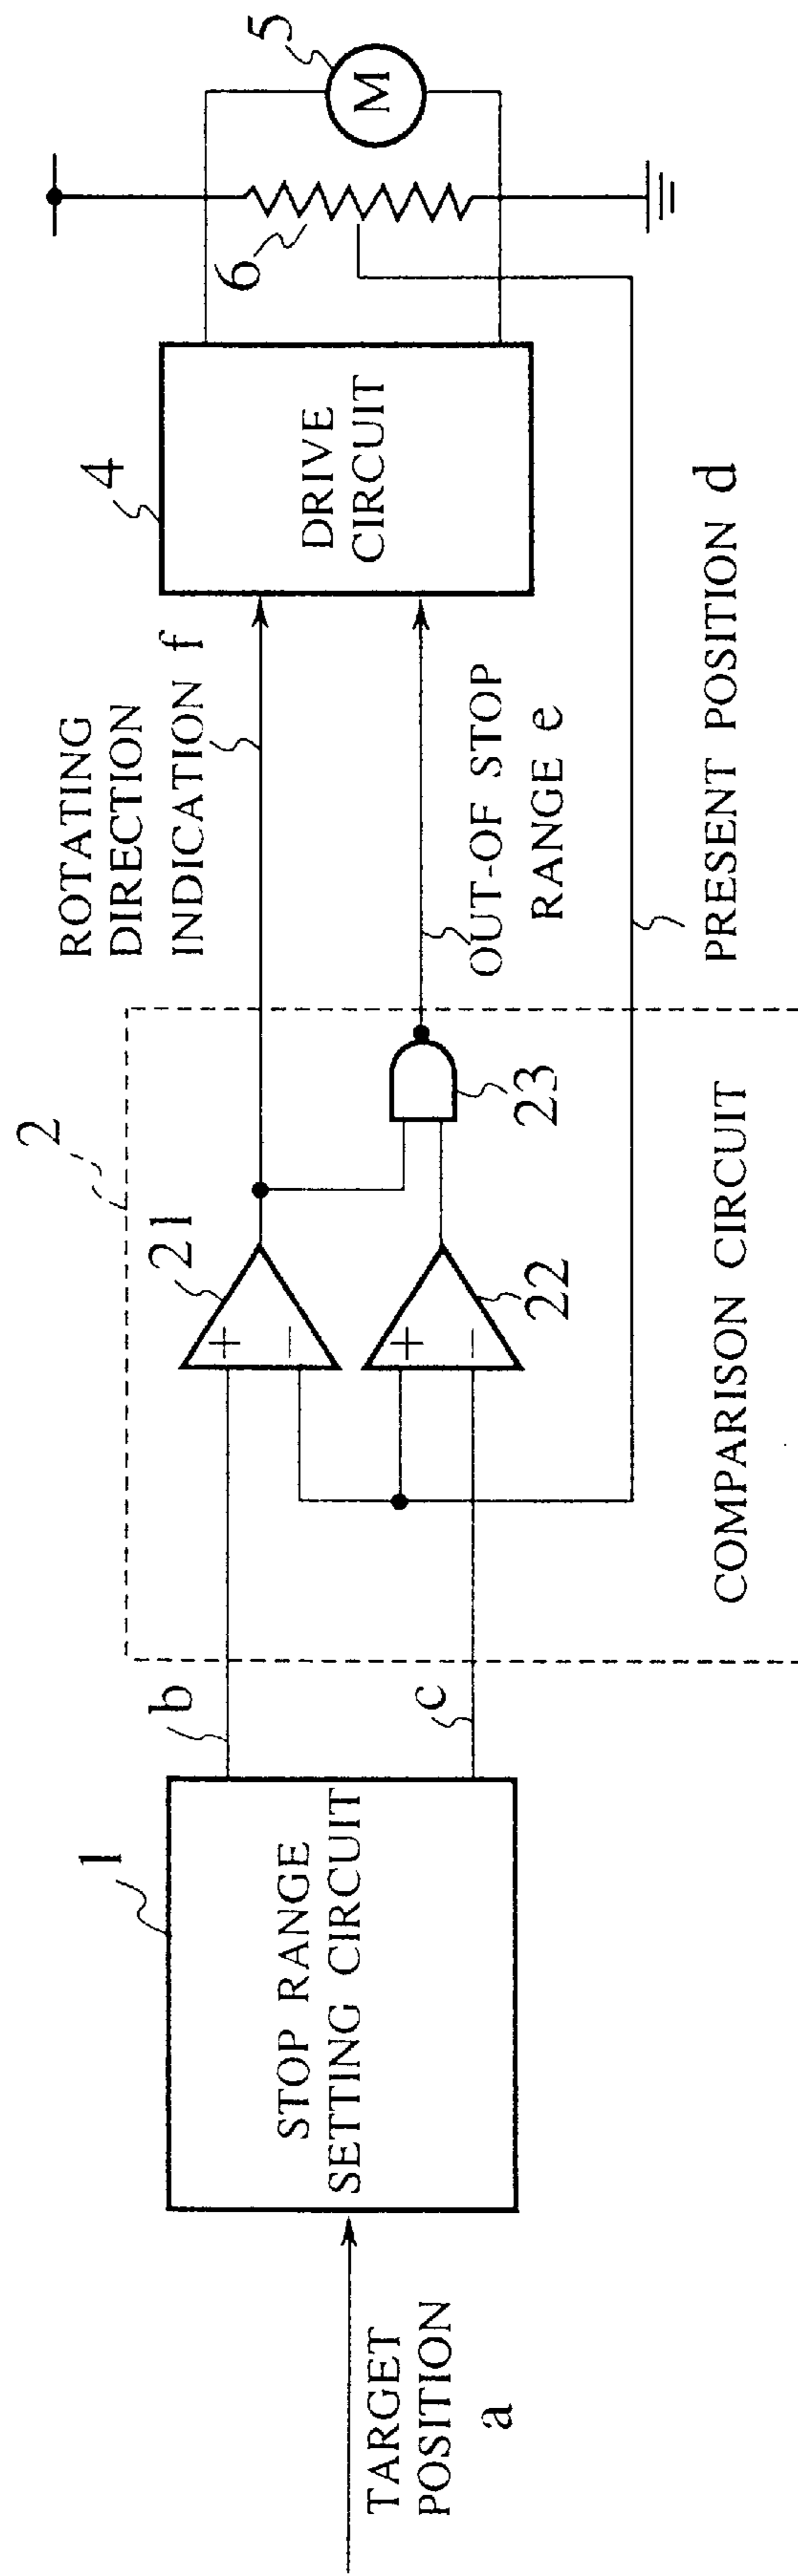 TARGET
POSITION
a
1
STOP RANGE
SETTING CIRCUIT
b
c
2
21
+
−
22
+
−
23
COMPARISON CIRCUIT
ROTATING
DIRECTION
INDICATION f
OUT-OF STOP
RANGE e
PRESENT POSITION d
4
DRIVE
CIRCUIT
6
5
M